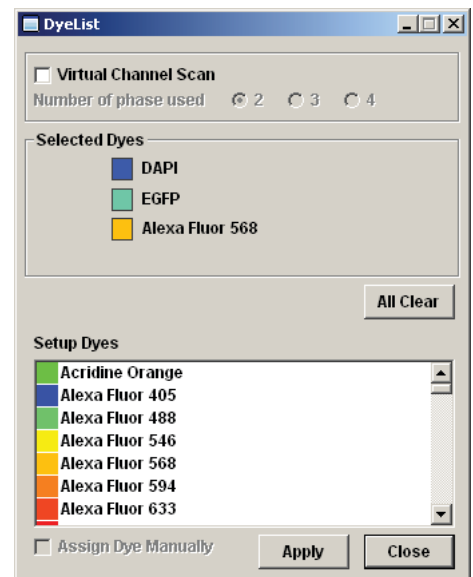 DyeList
Virtual Channel Scan
Number of phase used 2 3 4
Selected Dyes
DAPI
EGFP
Alexa Fluor 568
All Clear
Setup Dyes
Acridine Orange
Alexa Fluor 405
Alexa Fluor 488
Alexa Fluor 546
Alexa Fluor 568
Alexa Fluor 594
Alexa Fluor 633
Assign Dye Manually Apply Close